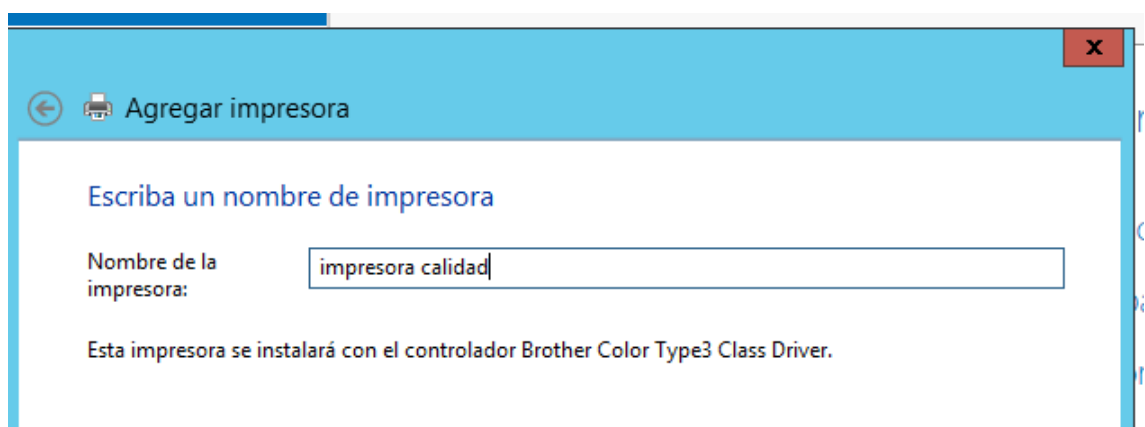 x
Agregar impresora
Escriba un nombre de impresora
Nombre de la
impresora:
impresora calidad
Esta impresora se instalará con el controlador Brother Color Type3 Class Driver.